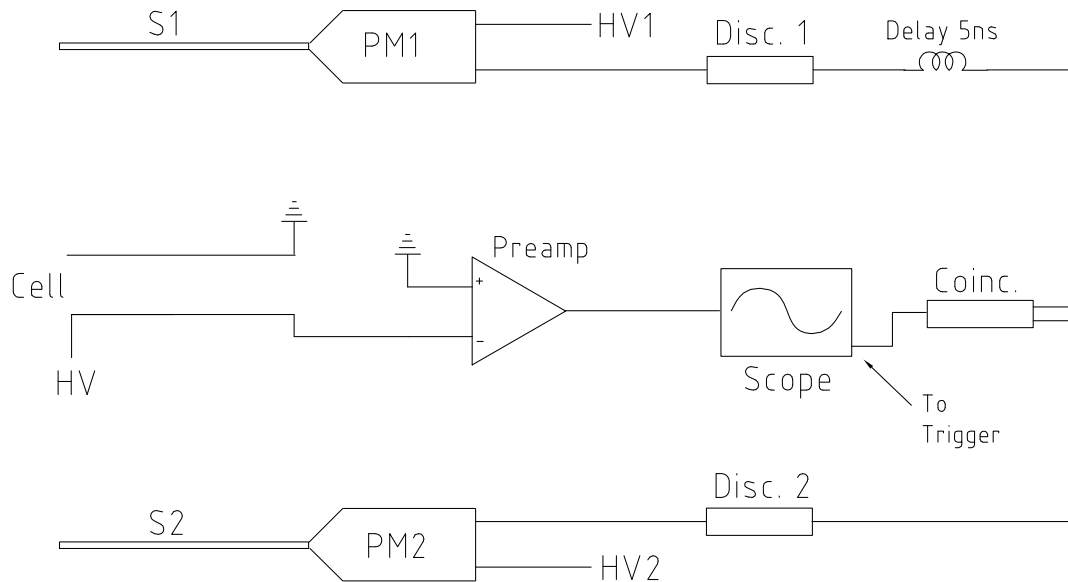 S1
PM1
HV1
Disc. 1
Delay 5ns
Cell
HV
+
-
Preamp
Scope
Coinc.
To
Trigger
S2
PM2
HV2
Disc. 2